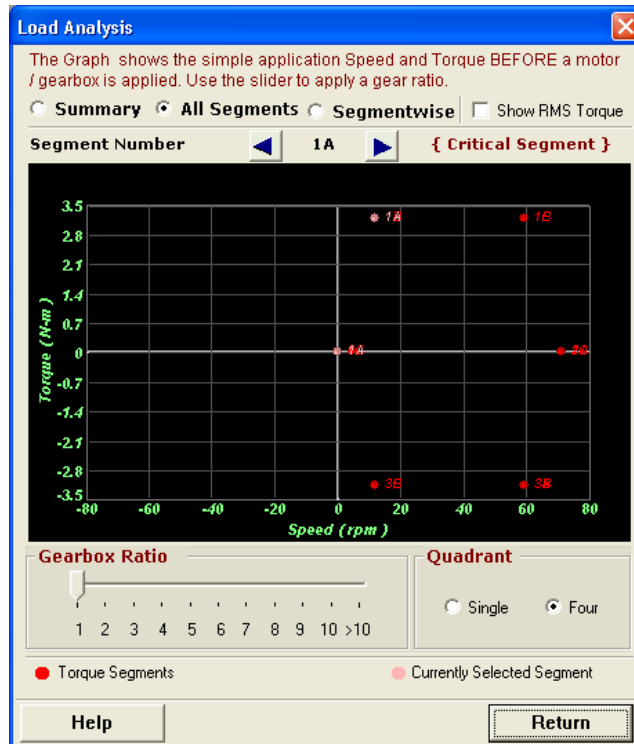 Load Analysis
The Graph shows the simple application Speed and Torque BEFORE a motor
/ gearbox is applied. Use the slider to apply a gear ratio.
Summary All Segments Segmentwise Show RMS Torque
Segment Number 1A { Critical Segment }
3.5
2.8
2.1
1.4
0.7
0
-0.7
-1.4
-2.1
-2.8
-3.5
Torque (N-m)
1B
3B
-80 -60 -40 -20 0 20 40 60 80
Speed (rpm)
Gearbox Ratio
1 2 3 4 5 6 7 8 9 10 >10
Quadrant
Single Four
Torque Segments Currently Selected Segment
Help Return